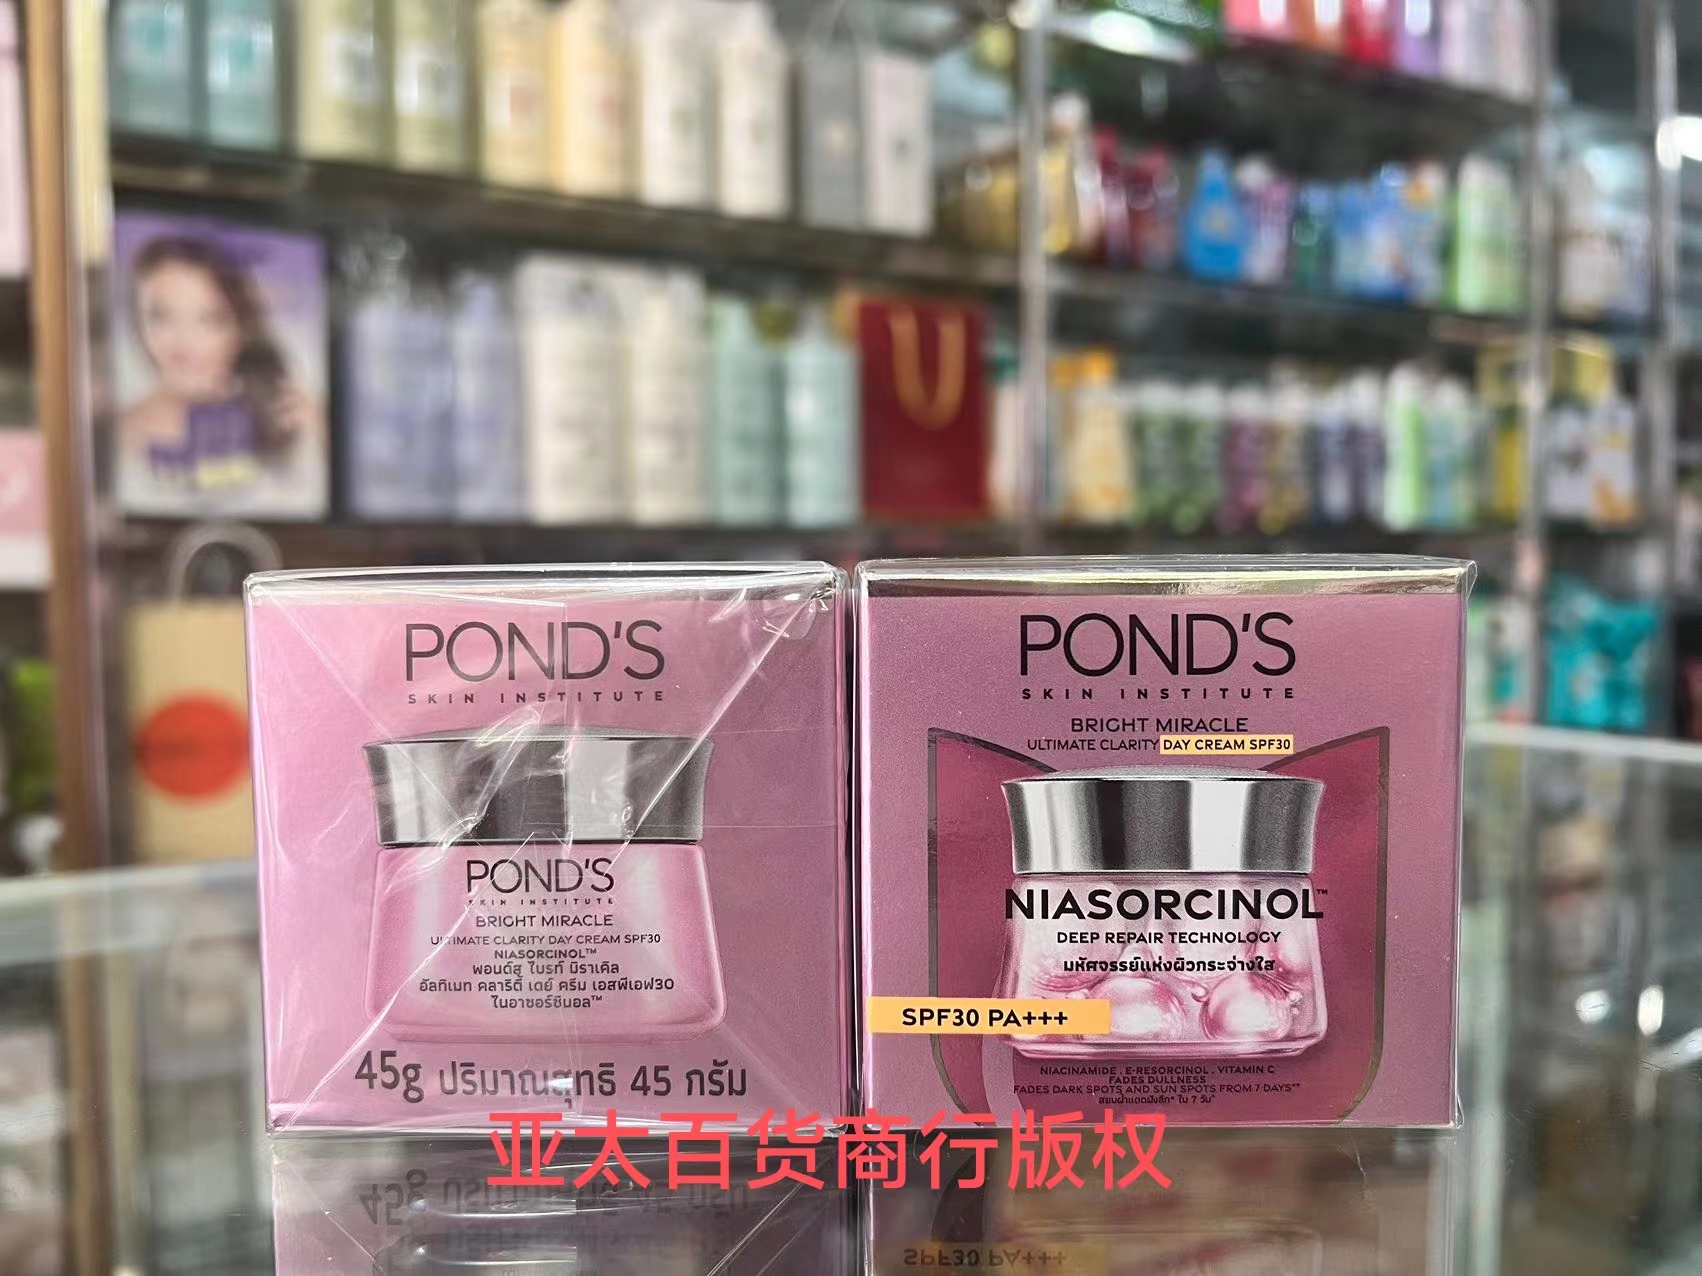 POND'S
SKIN INSTITUTE
POND'S
SKIN INSTITUTE
BRIGHT MIRACLE
ULTIMATE CLARITY DAY CREAM SPF30
NIASORCINOL™
พอนด์ส ไบรท์ มิราเคิล
อัลทิเมท คลาริตี้ เดย์ ครีม เอสพีเอฟ30
ไนอาซอร์ซินอล™
45g ปริมาณสุทธิ 45 กรัม
POND'S
SKIN INSTITUTE
BRIGHT MIRACLE
ULTIMATE CLARITY DAY CREAM SPF30
NIASORCINOL™
DEEP REPAIR TECHNOLOGY
มหัศจรรย์แห่งผิวกระจ่างใส
SPF30 PA+++
NIACINAMIDE . E-RESORCINOL . VITAMIN C
FADES DULLNESS
FADES DARK SPOTS AND SUN SPOTS FROM 7 DAYS**
亚太百货商行版权